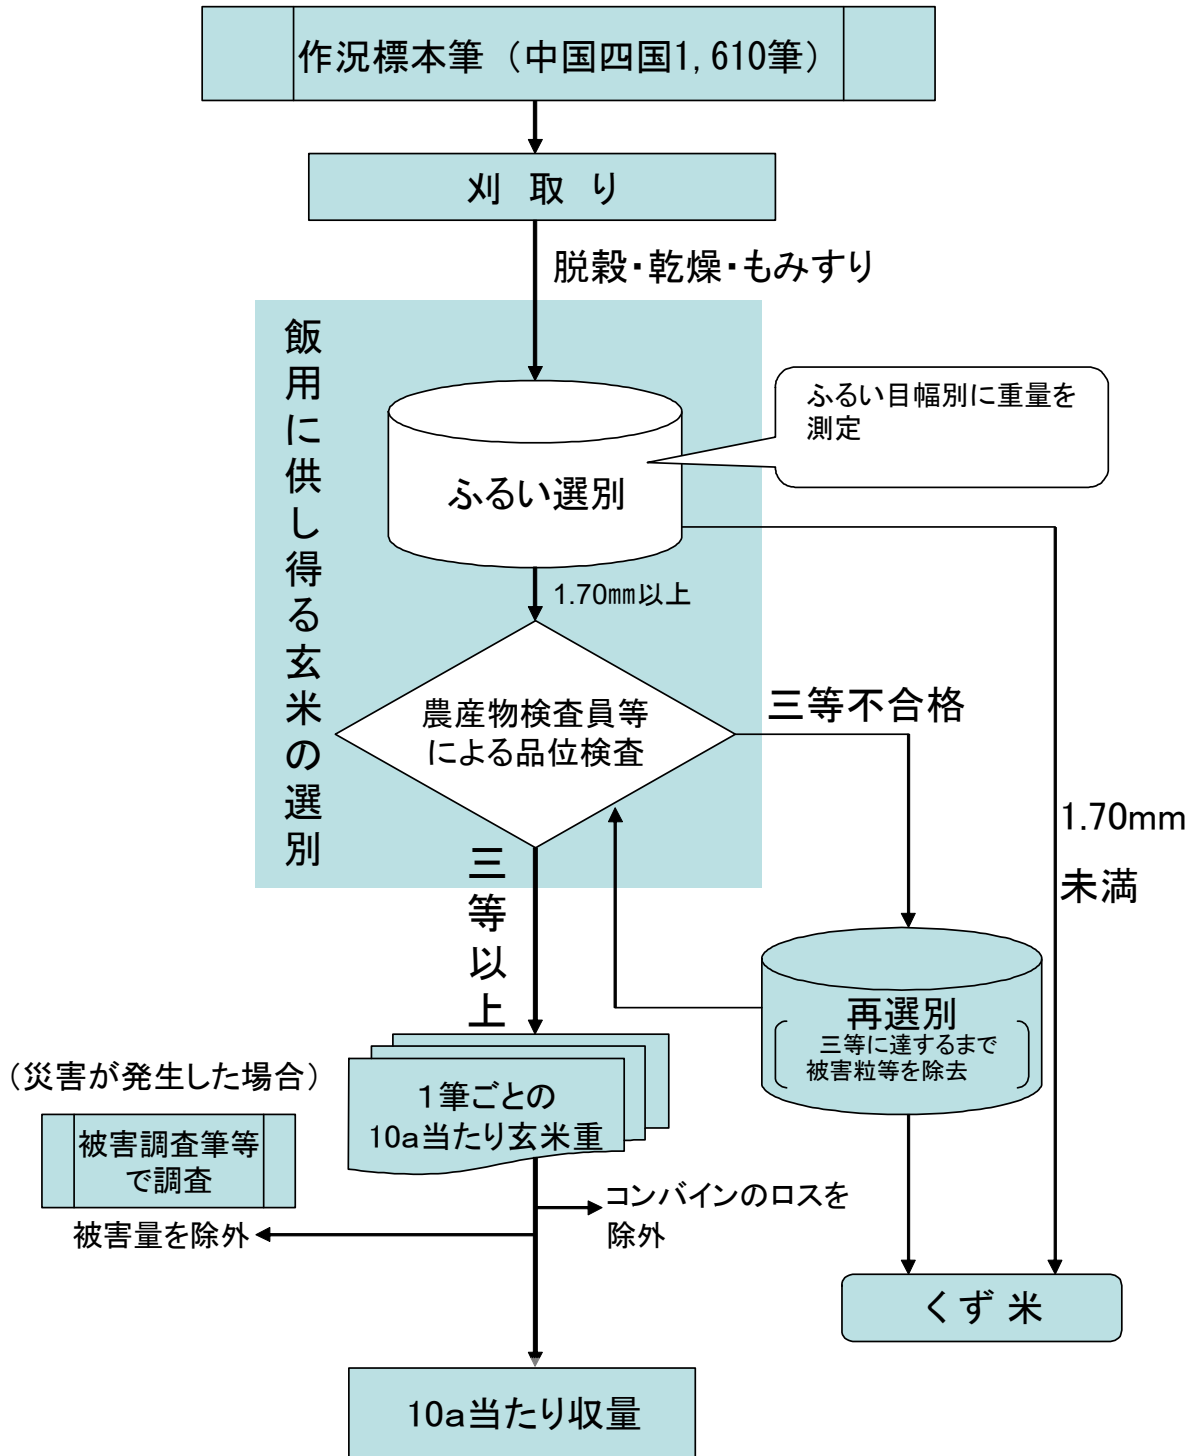 作況標本筆（中国四国1,610筆）
刈取り
脱穀・乾燥・もみすり
飯用に供し得る玄米の選別
ふるい目幅別に重量を
測定
ふるい選別
1.70㎜以上
農産物検査員等
による品位検査
三等不合格
1.70mm
未満
三等以上
再選別
三等に達するまで
被害粒等を除去
（災害が発生した場合）
１筆ごとの
10a当たり玄米重
被害調査筆等
で調査
コンバインのロスを
除外
被害量を除外
くず米
10a当たり収量